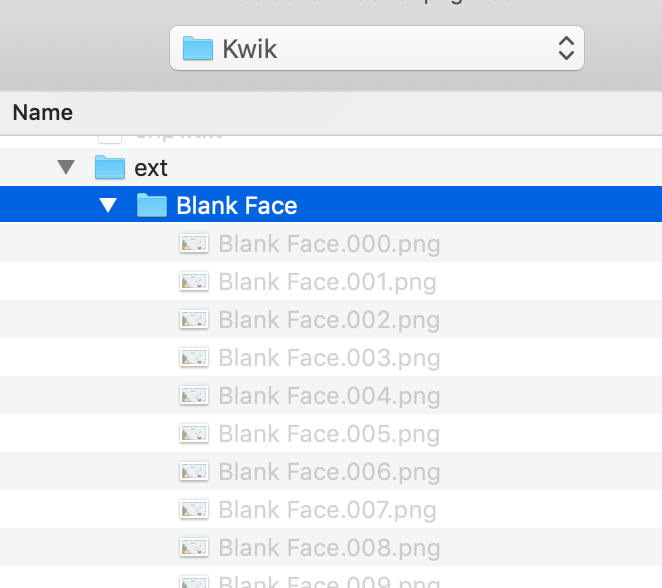 Kwik
Name
ext
Blank Face
Blank Face.000.png
Blank Face.001.png
Blank Face.002.png
Blank Face.003.png
Blank Face.004.png
Blank Face.005.png
Blank Face.006.png
Blank Face.007.png
Blank Face.008.png
Blank Face.009.png